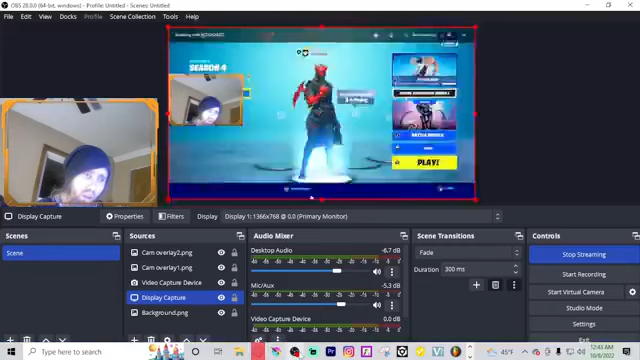 OBS 28.0.0 (64-bit, windows) - Profile: Untitled - Scenes: Untitled
File Edit View Docks Profile Scene Collection Tools Help
SEASON 4
PLAY!
Display Capture Properties Filters Display Display 1: 1366x768 @ 0,0 (Primary Monitor)
Scenes
Scene
Sources
Cam overlay2.png
Cam overlay1.png
Video Capture Device
Display Capture
Background.png
Audio Mixer
Desktop Audio -6.7 dB
Mic/Aux -5.3 dB
Video Capture Device 0.0 dB
Scene Transitions
Fade
Duration 300 ms
Controls
Stop Streaming
Start Recording
Start Virtual Camera
Studio Mode
Settings
Search
45°
12:43 AM
10/8/2022